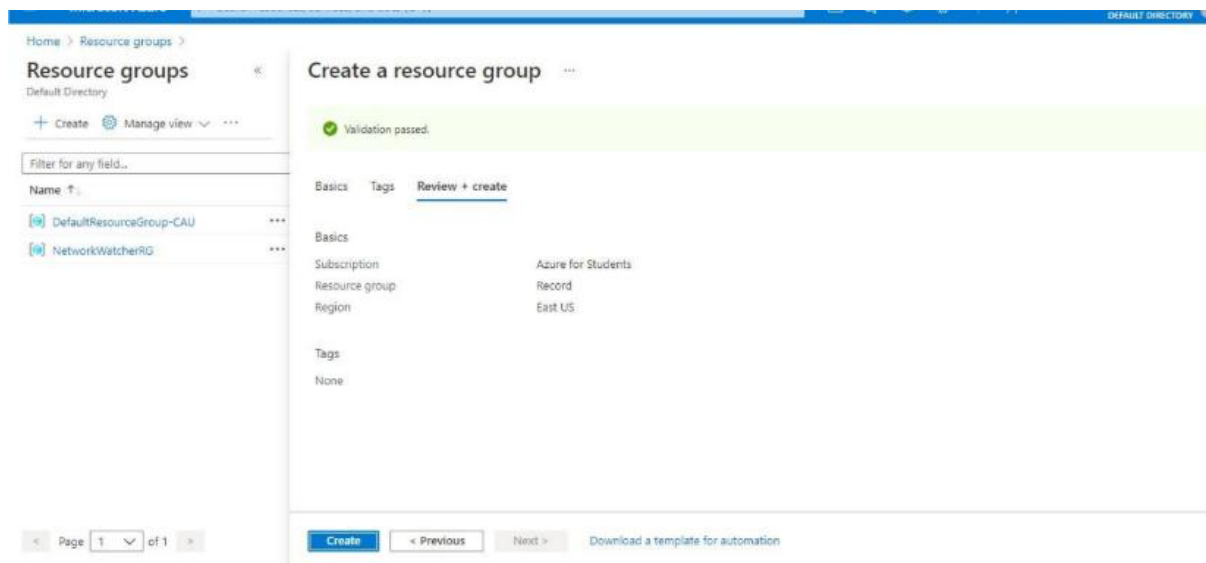 DEFAULT DIRECTORY
Home > Resource groups >
Resource groups
Default Directory
+ Create Manage view ...
Filter for any field...
Name ↑
DefaultResourceGroup-CAU ...
NetworkWatcherRG ...
< Page 1 of 1 >
Create a resource group ...
Validation passed.
Basics Tags Review + create
Basics
Subscription Azure for Students
Resource group Record
Region East US
Tags
None
Create < Previous Next > Download a template for automation